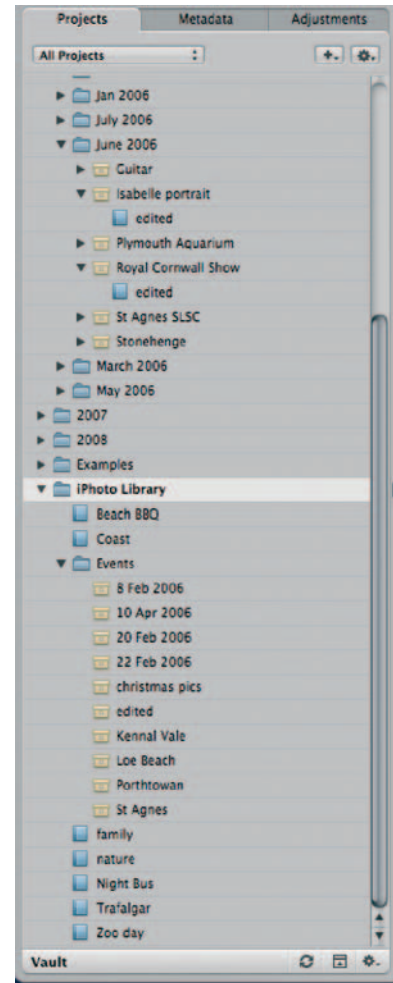 Projects Metadata Adjustments
All Projects
Jan 2006
July 2006
June 2006
Guitar
Isabelle portrait
edited
Plymouth Aquarium
Royal Cornwall Show
edited
St Agnes SLSC
Stonehenge
March 2006
May 2006
2007
2008
Examples
iPhoto Library
Beach BBQ
Coast
Events
8 Feb 2006
10 Apr 2006
20 Feb 2006
22 Feb 2006
christmas pics
edited
Kennal Vale
Loe Beach
Porthtowan
St Agnes
family
nature
Night Bus
Trafalgar
Zoo day
Vault